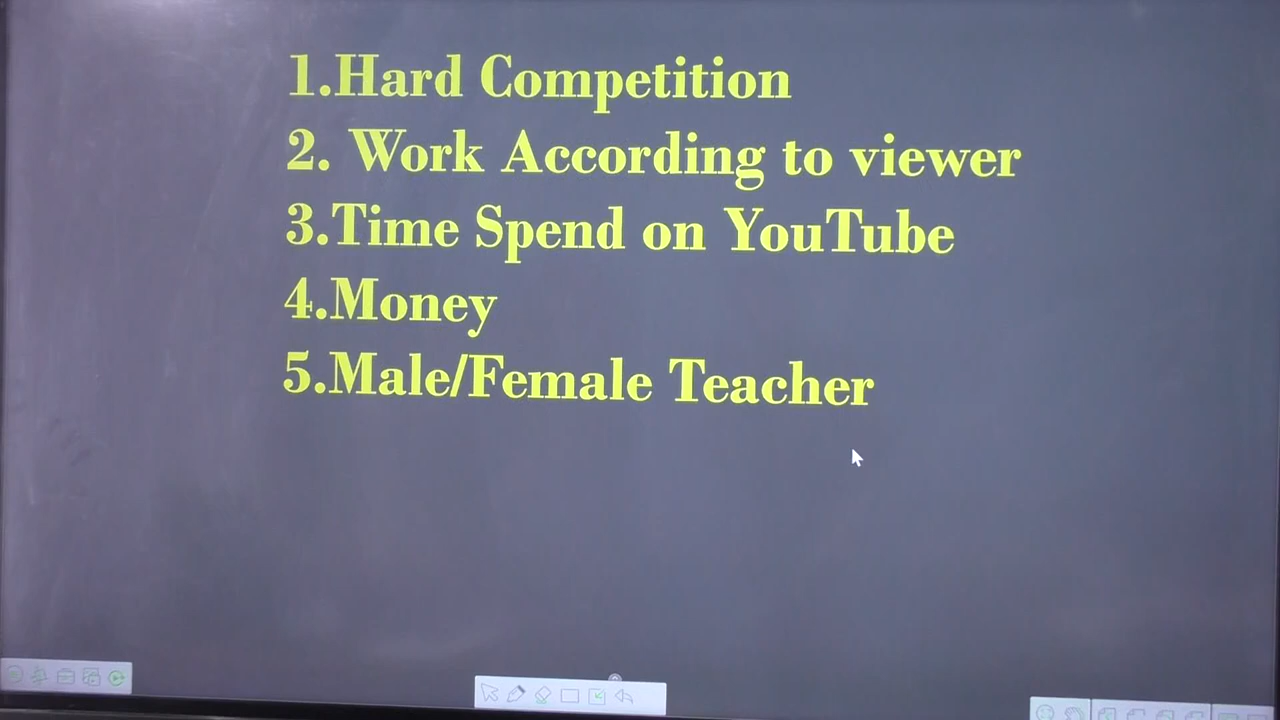 1.Hard Competition
2. Work According to viewer
3.Time Spend on YouTube
4.Money
5.Male/Female Teacher